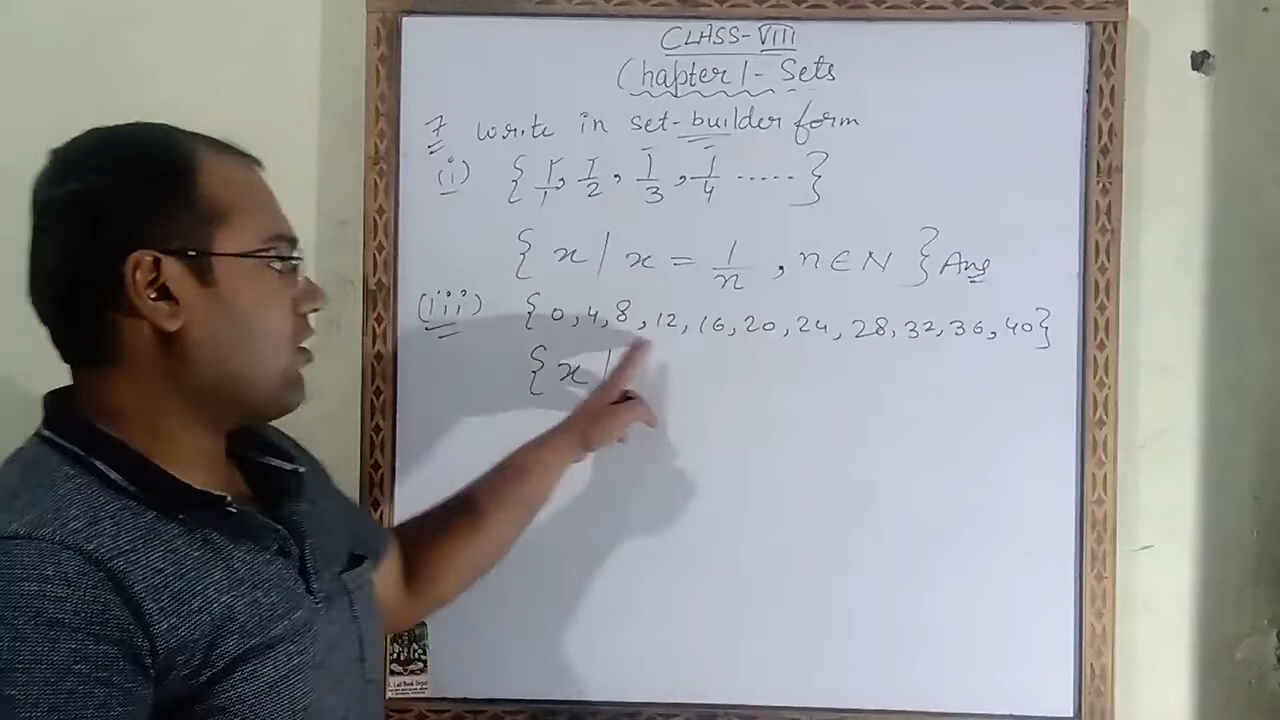 CLASS-VIII
Chapter 1 - Sets
7 write in set-builder form
(i) { 1/1, 1/2, 1/3, 1/4 ..... }
{ x / x = 1/n , n ∈ N } Ans
(iii) { 0, 4, 8, 12, 16, 20, 24, 28, 32, 36, 40}
{ x /